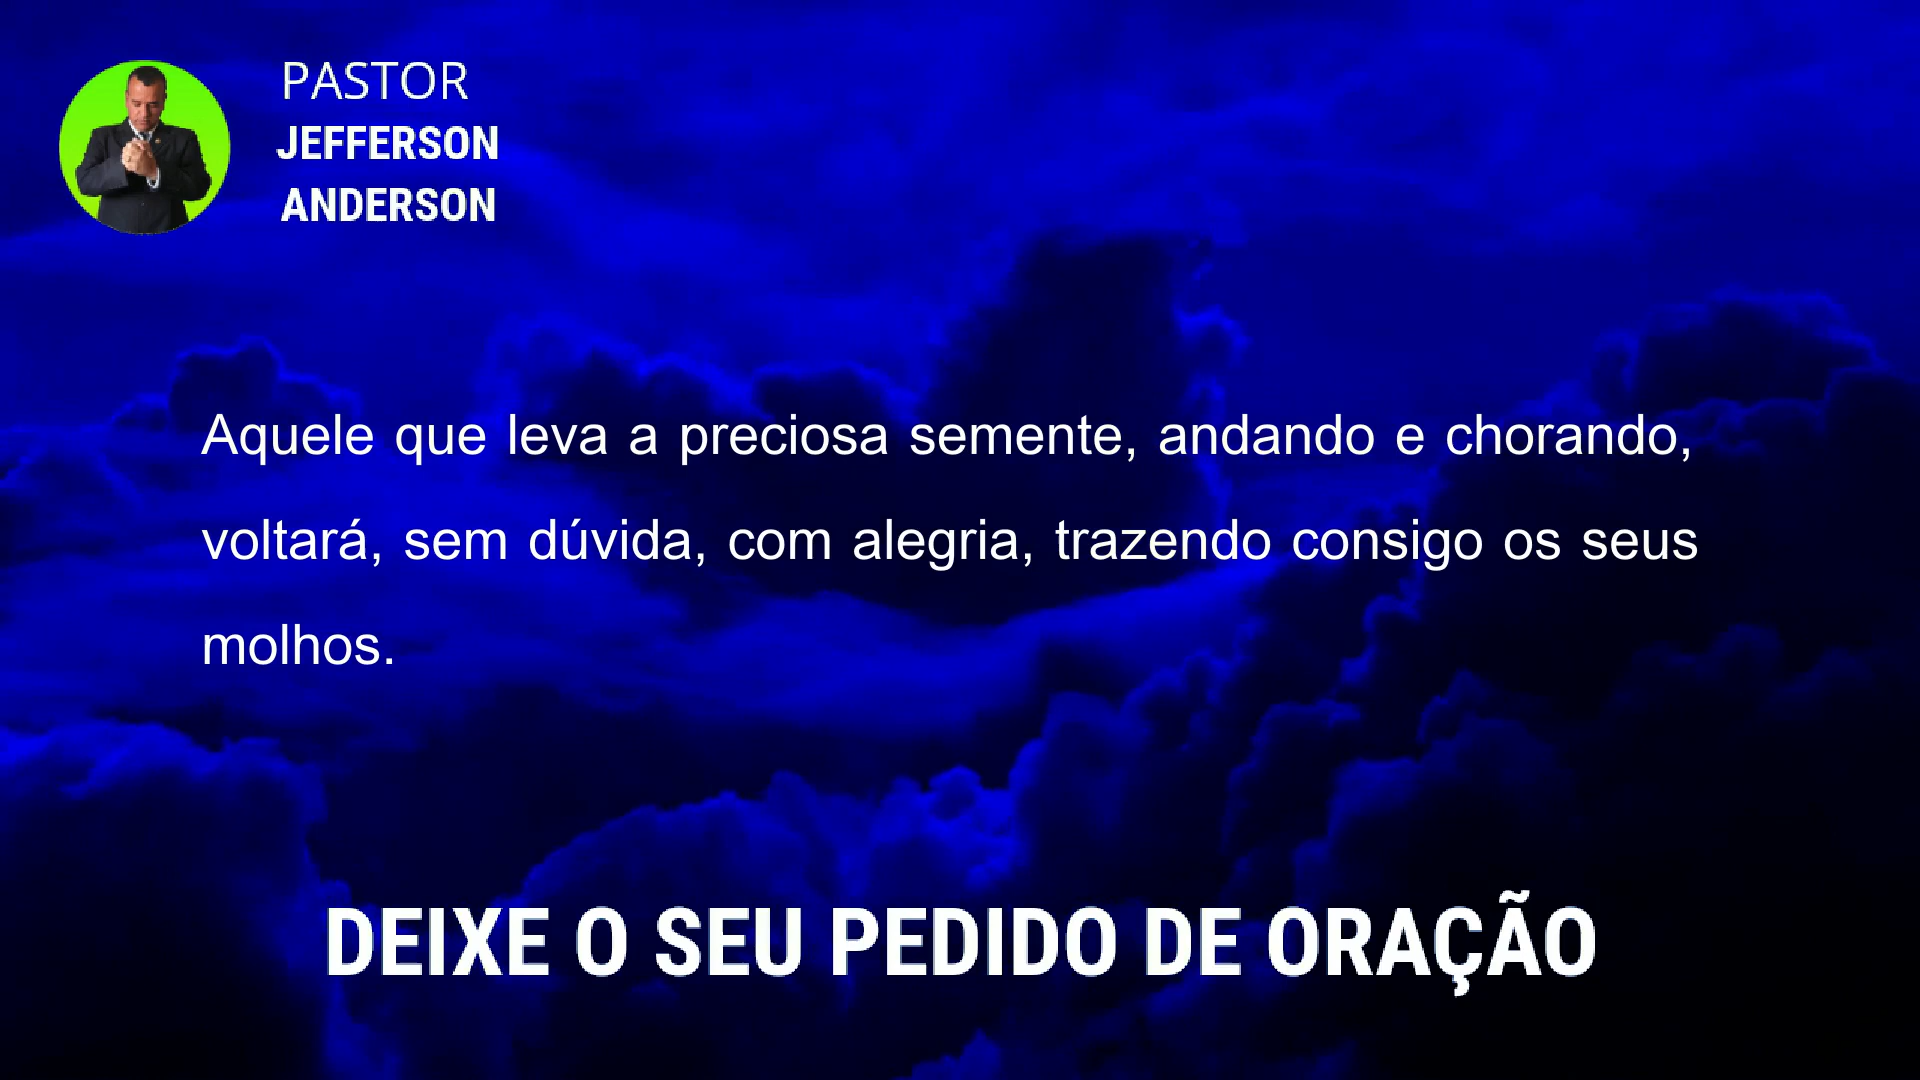 PASTOR
JEFFERSON
ANDERSON
Aquele que leva a preciosa semente, andando e chorando,
voltará, sem dúvida, com alegria, trazendo consigo os seus
molhos.
DEIXE O SEU PEDIDO DE ORAÇÃO